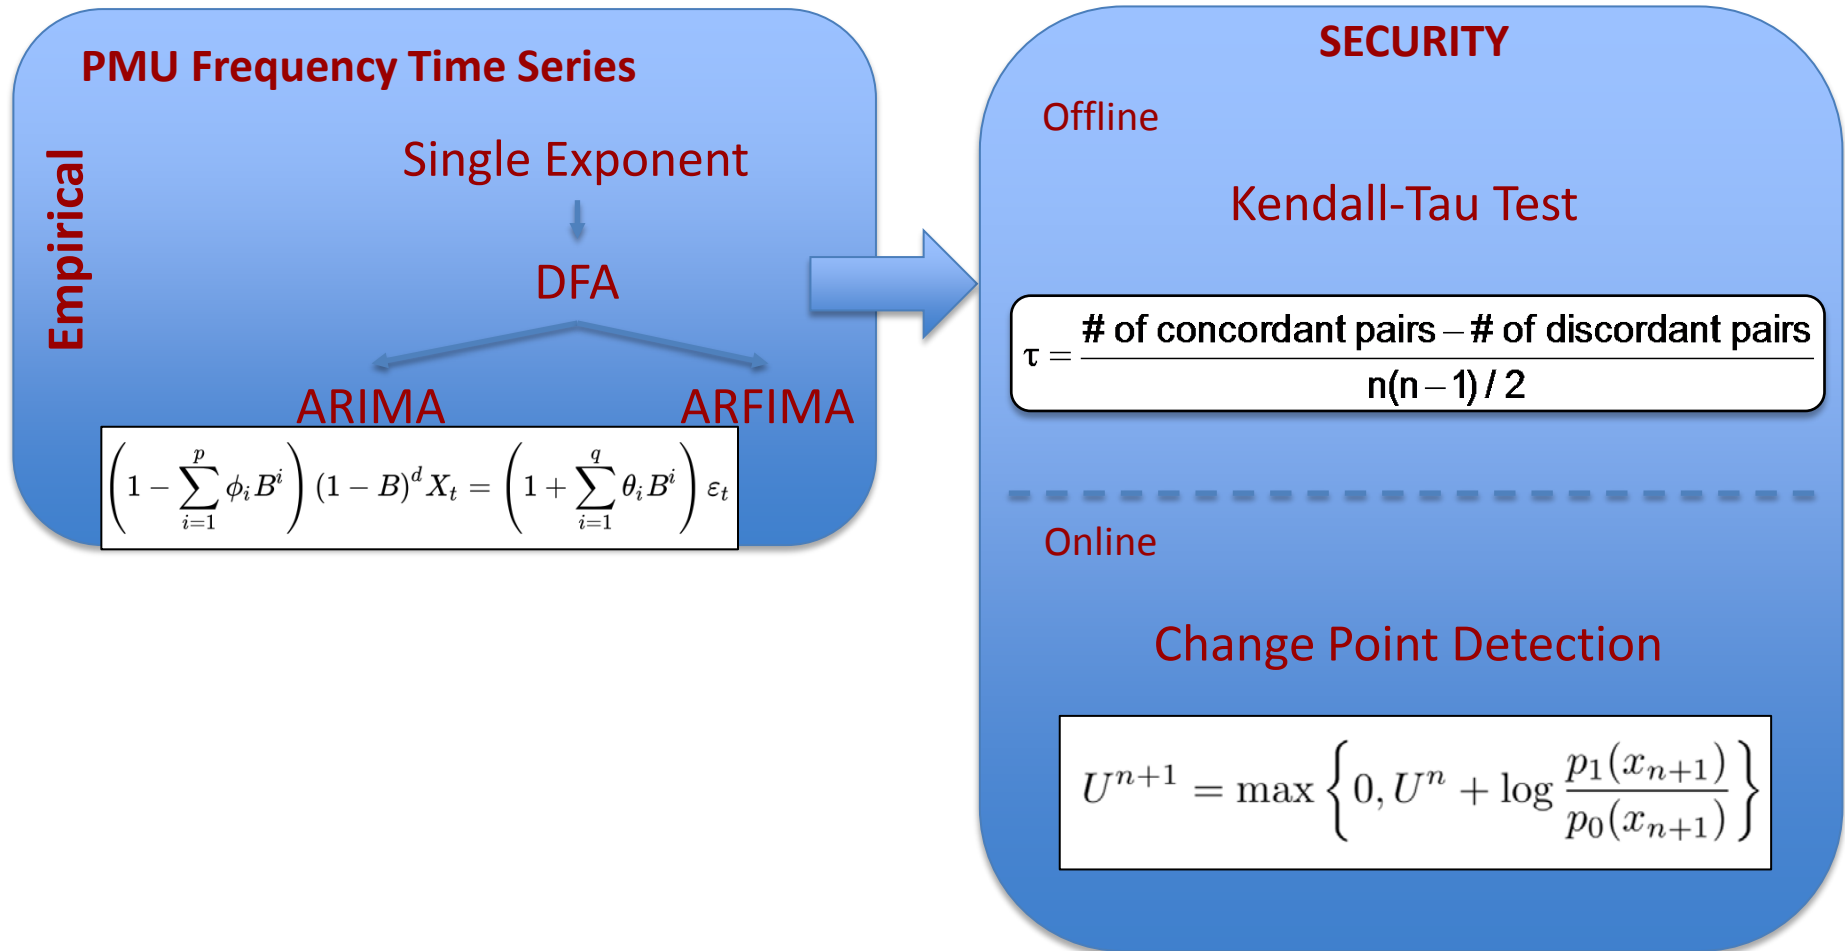 PMU Frequency Time Series
Empirical
Single Exponent
DFA
ARIMA ARFIMA
(1 − ∑_{i=1}^{p} ϕ_i B^i) (1 − B)^d X_t = (1 + ∑_{i=1}^{q} θ_i B^i) ε_t
SECURITY
Offline
Kendall-Tau Test
τ = (# of concordant pairs – # of discordant pairs) / (n(n – 1) / 2)
Online
Change Point Detection
U^{n+1} = max {0, U^n + log p_1(x_{n+1}) / p_0(x_{n+1})}